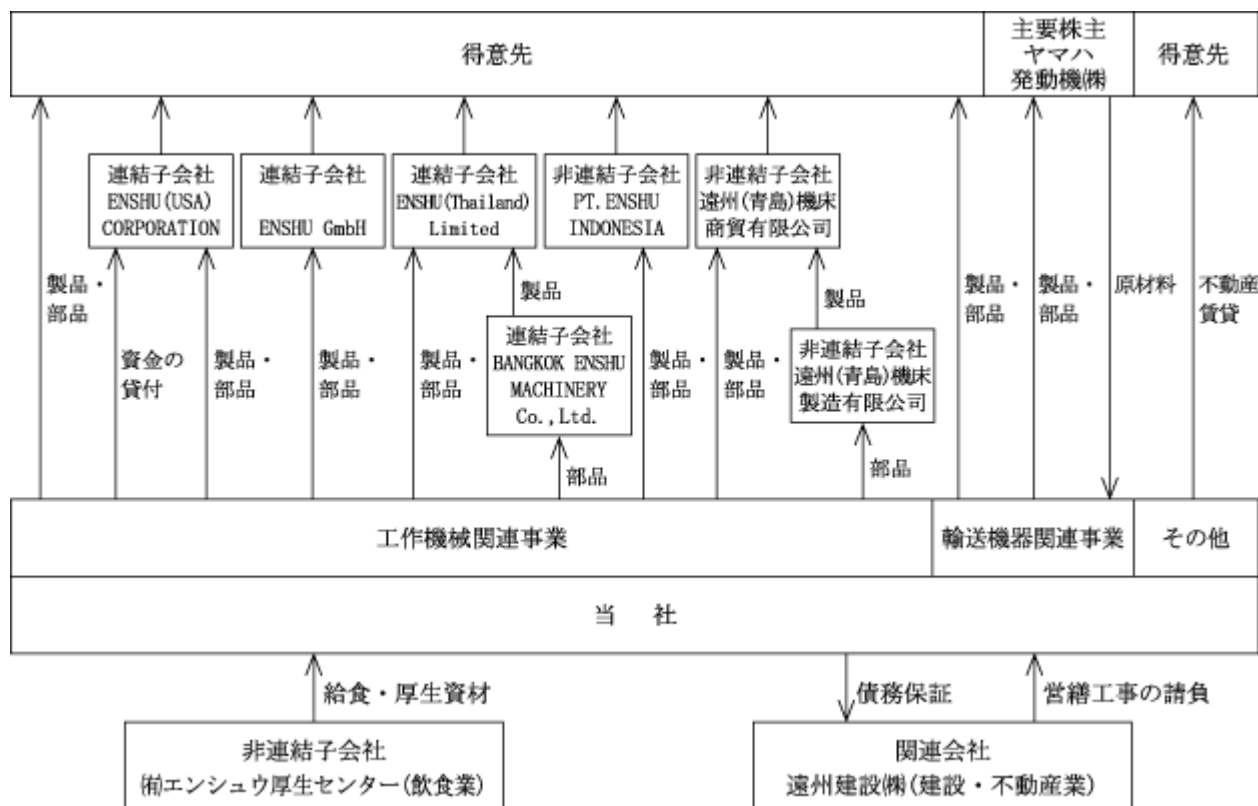 得意先
主要株主
ヤマハ
発動機㈱
得意先
連結子会社
ENSHU(USA)
CORPORATION
連結子会社
ENSHU GmbH
連結子会社
ENSHU(Thailand)
Limited
非連結子会社
PT.ENSHU
INDONESIA
非連結子会社
遠州(青島)機床
商貿有限公司
製品・
部品
資金の
貸付
製品・
部品
製品・
部品
製品・
部品
製品
連結子会社
BANGKOK ENSHU
MACHINERY
Co.,Ltd.
部品
製品・
部品
製品・
部品
製品
非連結子会社
遠州(青島)機床
製造有限公司
部品
製品・
部品
製品・
部品
原材料
不動産
賃貸
工作機械関連事業
輸送機器関連事業
その他
当 社
給食・厚生資材
債務保証
営繕工事の請負
非連結子会社
㈲エンシュウ厚生センター(飲食業)
関連会社
遠州建設㈱(建設・不動産業)